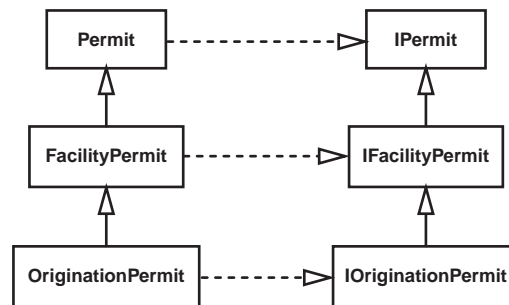 Permit
IPermit
FacilityPermit
IFacilityPermit
OriginationPermit
IOriginationPermit